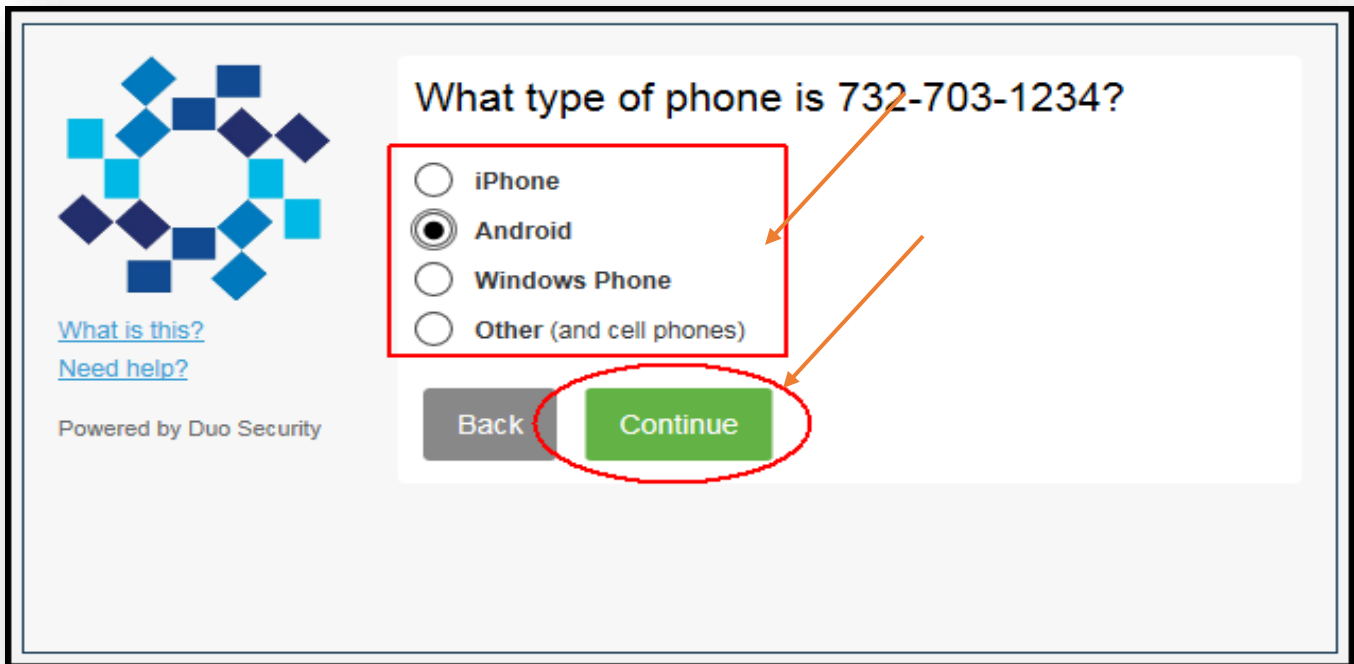 What type of phone is 732-703-1234?
iPhone
Android
Windows Phone
Other (and cell phones)
What is this?
Need help?
Powered by Duo Security
Back
Continue